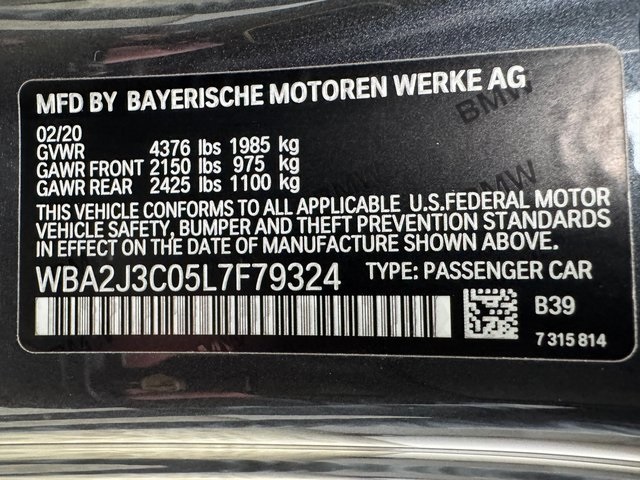 MFD BY BAYERISCHE MOTOREN WERKE AG
02/20
GVWR 4376 lbs 1985 kg
GAWR FRONT 2150 lbs 975 kg
GAWR REAR 2425 lbs 1100 kg
THIS VEHICLE CONFORMS TO ALL APPLICABLE U.S.FEDERAL MOTOR
VEHICLE SAFETY, BUMPER AND THEFT PREVENTION STANDARDS
IN EFFECT ON THE DATE OF MANUFACTURE SHOWN ABOVE.
WBA2J3C05L7F79324 TYPE: PASSENGER CAR
B39
7 315 814
BMW
BMW